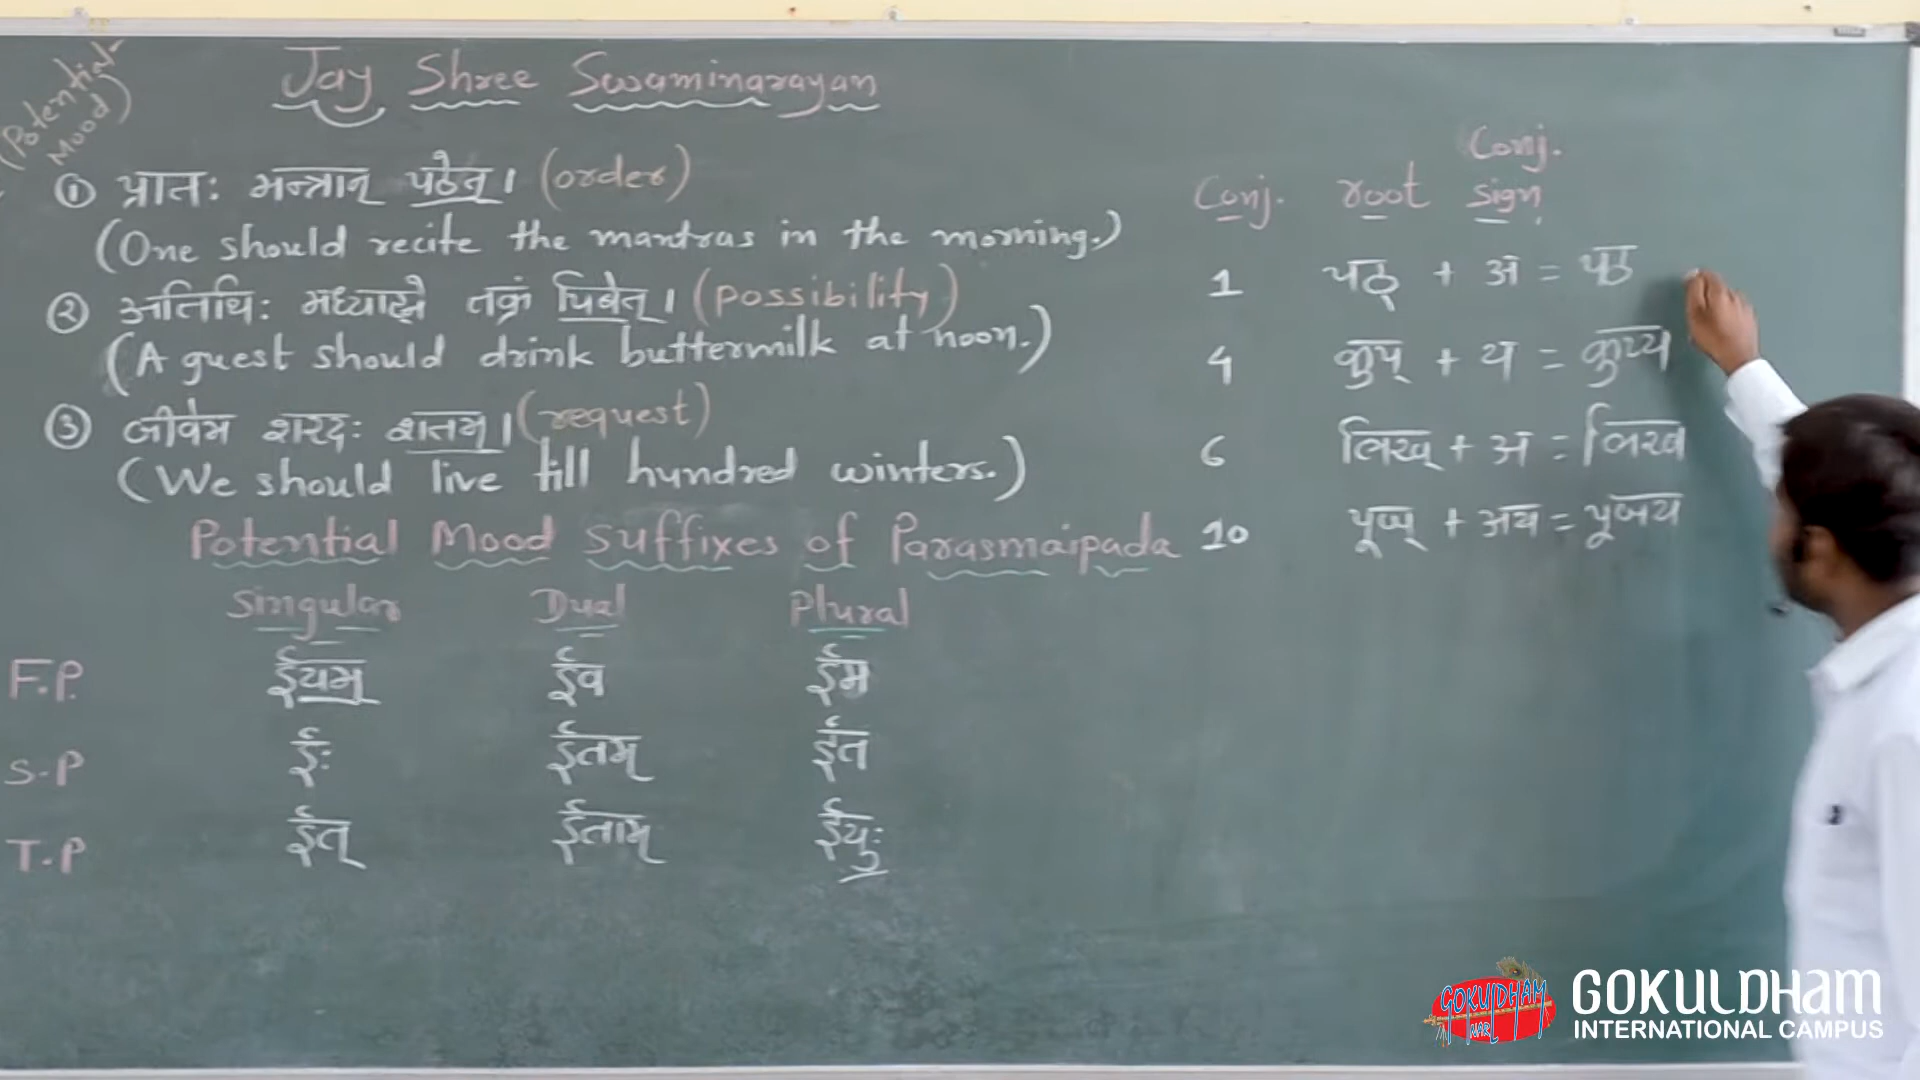 Jay Shree Swaminarayan
(Potential Mood)
① प्रातः मन्त्रान् पठेत् । (order)
(One should recite the mantras in the morning.)
② अतिथिः मध्याह्ने तक्रं पिबेत् । (possibility)
(A guest should drink buttermilk at noon.)
③ जीवेम शरदः शतम् । (request)
(We should live till hundred winters.)
Potential Mood Suffixes of Parasmaipada
Singular Dual Plural
F.P. ईयम् ईव ईम
S.P ईः ईतम् ईत
T.P ईत् ईताम् ईयुः
Conj. root Conj. sign
1 पठ् + अ = पठ
4 कुप् + य = कुप्य
6 लिख् + अ = लिख
10 पूज् + अय = पूजय
GOKULDHAM NAR
GOKULDHAM
INTERNATIONAL CAMPUS